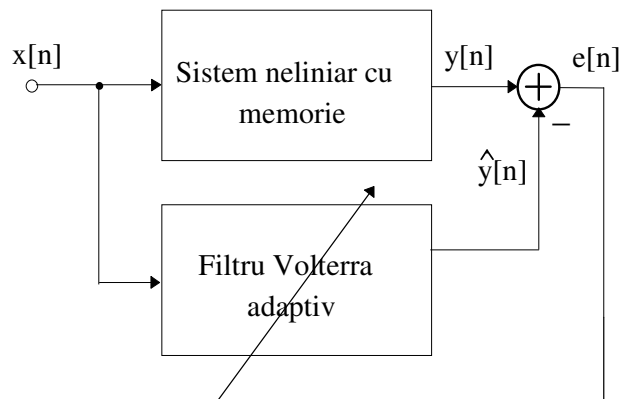 x[n]
Sistem neliniar cu
memorie
y[n]
e[n]
+
−
ŷ[n]
Filtru Volterra
adaptiv